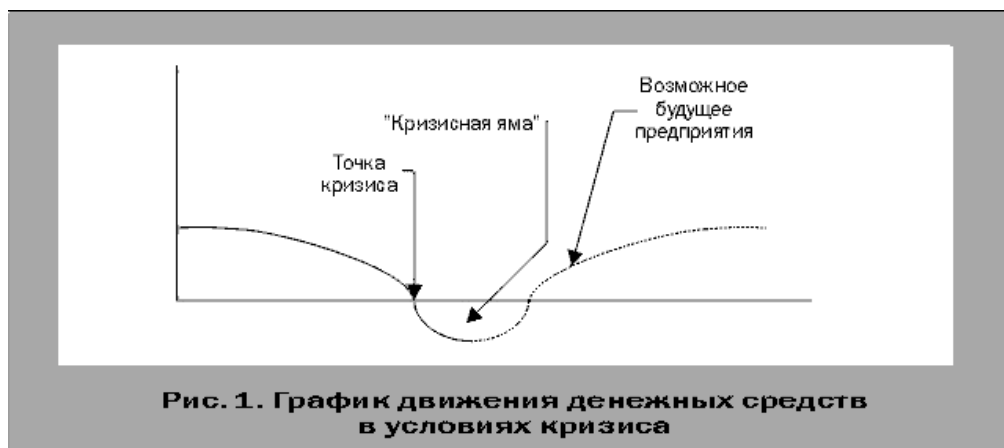 Возможное
будущее
предприятия
"Кризисная яма"
Точка
кризиса
Рис. 1. График движения денежных средств
в условиях кризиса